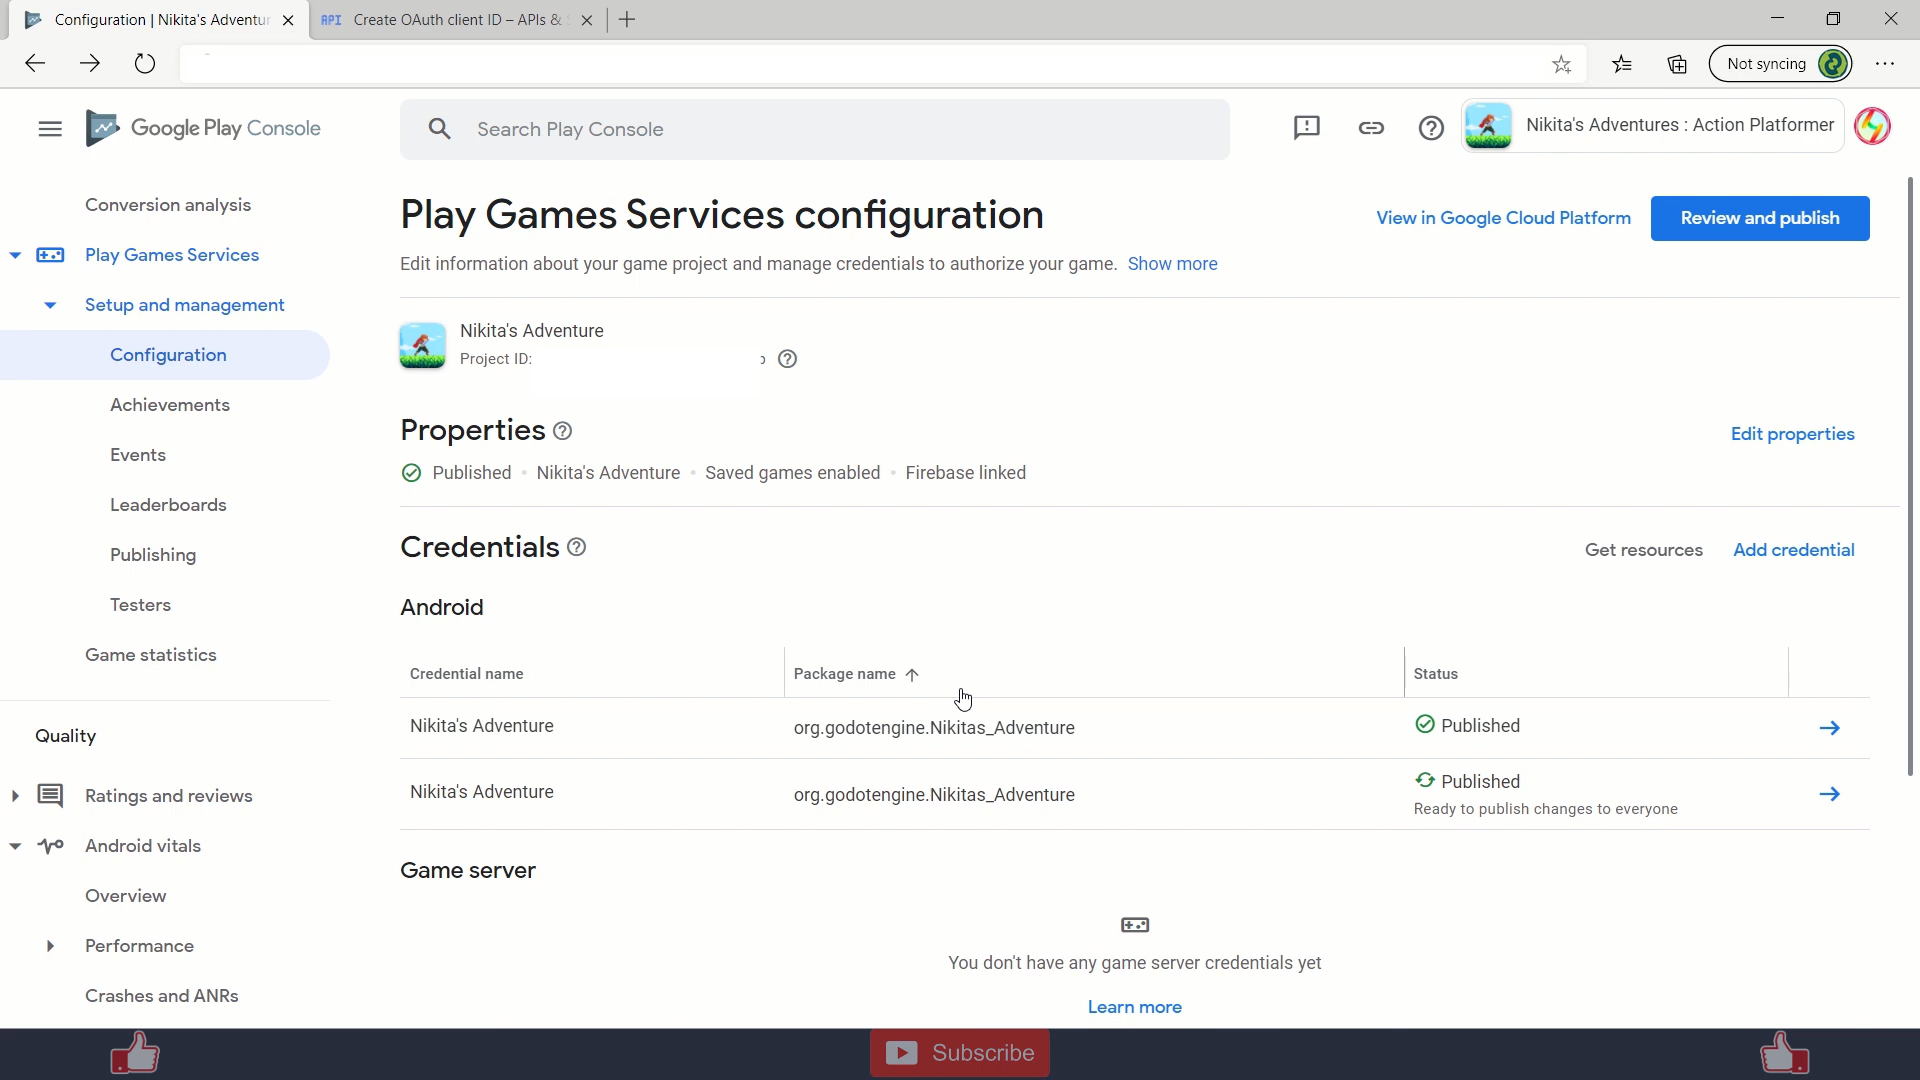 Configuration | Nikita's Adventur
API Create OAuth client ID – APIs &
Not syncing
Google Play Console
Search Play Console
Nikita's Adventures : Action Platformer
Conversion analysis
Play Games Services
Setup and management
Configuration
Achievements
Events
Leaderboards
Publishing
Testers
Game statistics
Quality
Ratings and reviews
Android vitals
Overview
Performance
Crashes and ANRs
Play Games Services configuration
View in Google Cloud Platform
Review and publish
Edit information about your game project and manage credentials to authorize your game. Show more
Nikita's Adventure
Project ID:
Properties
Edit properties
Published • Nikita's Adventure • Saved games enabled • Firebase linked
Credentials
Get resources
Add credential
Android
Credential name Package name Status
Nikita's Adventure org.godotengine.Nikitas_Adventure Published
Nikita's Adventure org.godotengine.Nikitas_Adventure Published
Ready to publish changes to everyone
Game server
You don't have any game server credentials yet
Learn more
Subscribe